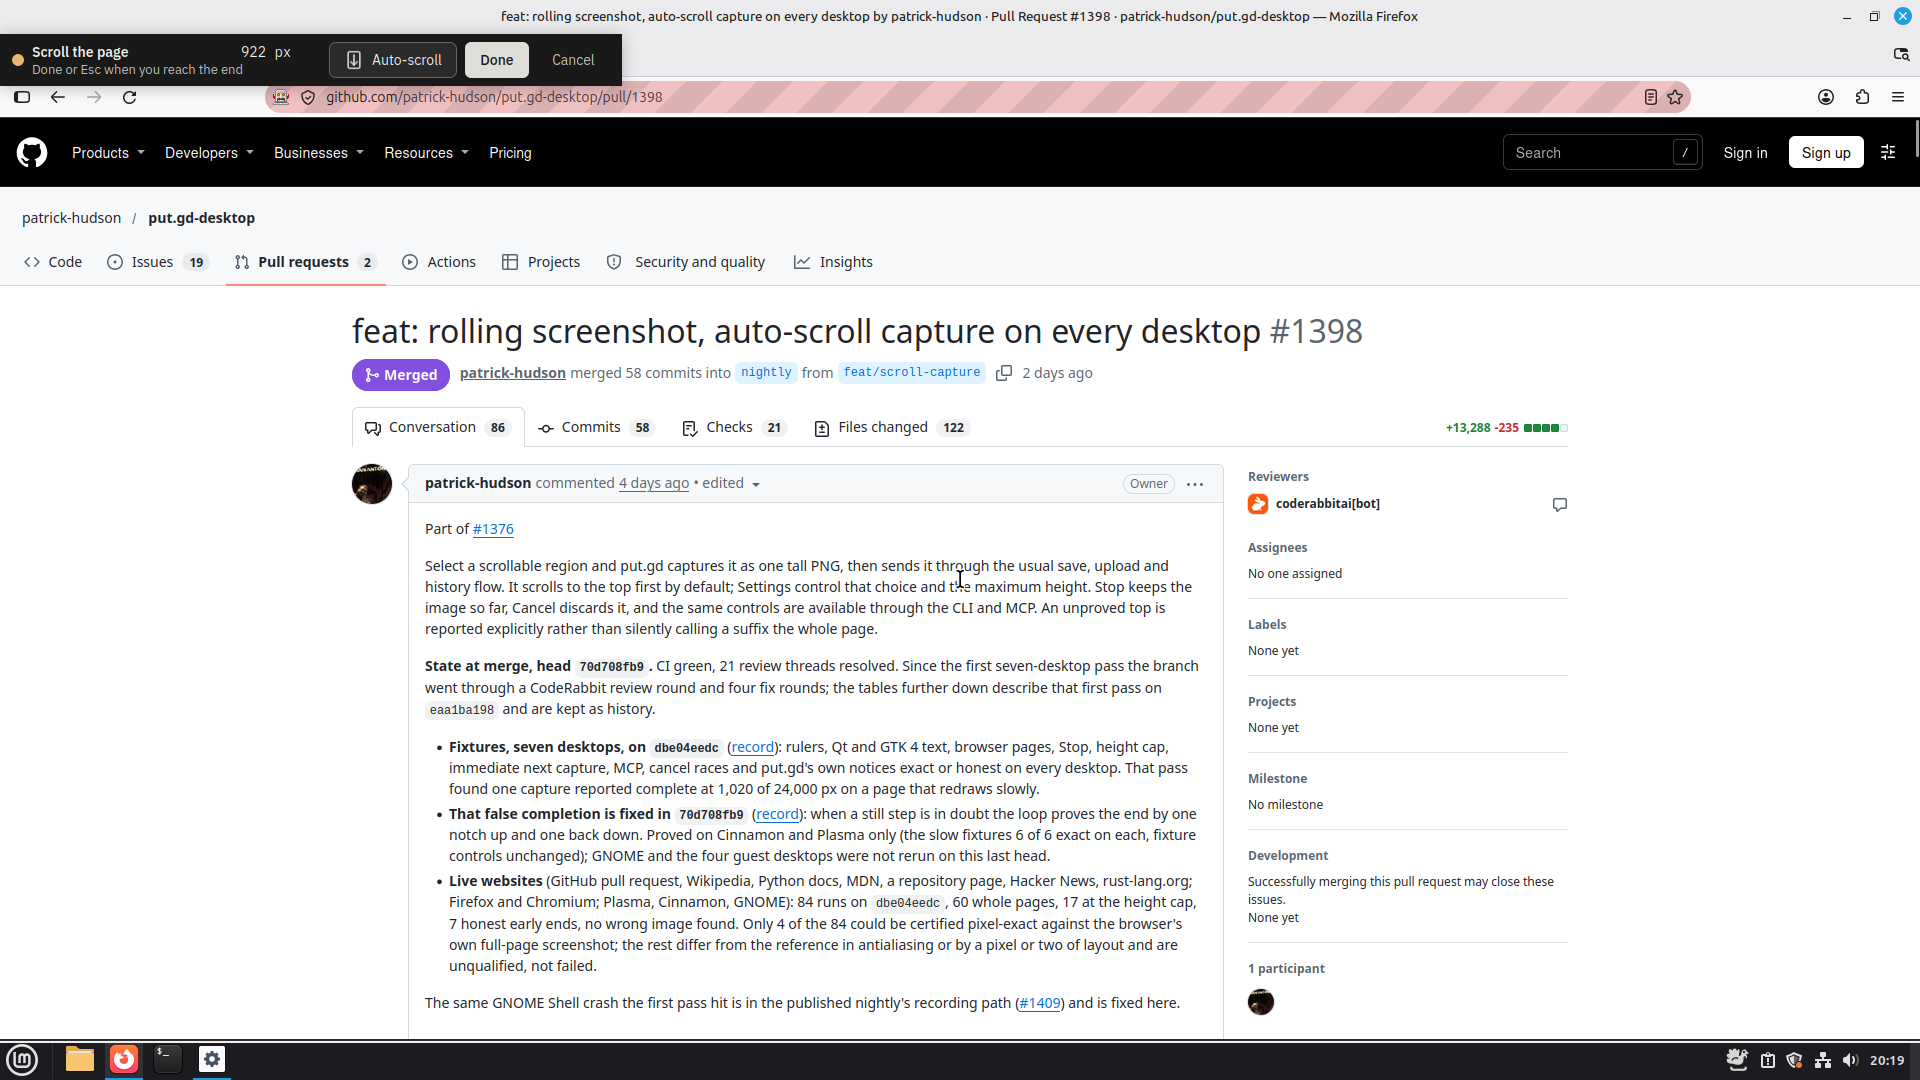 feat: rolling screenshot, auto-scroll capture on every desktop by patrick-hudson · Pull Request #1398 · patrick-hudson/put.gd-desktop — Mozilla Firefox
Scroll the page 922 px
Done or Esc when you reach the end
Auto-scroll Done Cancel
github.com/patrick-hudson/put.gd-desktop/pull/1398
Products Developers Businesses Resources Pricing
Search / Sign in Sign up
patrick-hudson / put.gd-desktop
Code Issues 19 Pull requests 2 Actions Projects Security and quality Insights
feat: rolling screenshot, auto-scroll capture on every desktop #1398
Merged patrick-hudson merged 58 commits into nightly from feat/scroll-capture 2 days ago
Conversation 86 Commits 58 Checks 21 Files changed 122 +13,288 -235
patrick-hudson commented 4 days ago • edited Owner
Part of #1376
Select a scrollable region and put.gd captures it as one tall PNG, then sends it through the usual save, upload and
history flow. It scrolls to the top first by default; Settings control that choice and the maximum height. Stop keeps the
image so far, Cancel discards it, and the same controls are available through the CLI and MCP. An unproved top is
reported explicitly rather than silently calling a suffix the whole page.
State at merge, head 70d708fb9. CI green, 21 review threads resolved. Since the first seven-desktop pass the branch
went through a CodeRabbit review round and four fix rounds; the tables further down describe that first pass on
eaa1ba198 and are kept as history.
• Fixtures, seven desktops, on dbe04eedc (record): rulers, Qt and GTK 4 text, browser pages, Stop, height cap,
immediate next capture, MCP, cancel races and put.gd's own notices exact or honest on every desktop. That pass
found one capture reported complete at 1,020 of 24,000 px on a page that redraws slowly.
• That false completion is fixed in 70d708fb9 (record): when a still step is in doubt the loop proves the end by one
notch up and one back down. Proved on Cinnamon and Plasma only (the slow fixtures 6 of 6 exact on each, fixture
controls unchanged); GNOME and the four guest desktops were not rerun on this last head.
• Live websites (GitHub pull request, Wikipedia, Python docs, MDN, a repository page, Hacker News, rust-lang.org;
Firefox and Chromium; Plasma, Cinnamon, GNOME): 84 runs on dbe04eedc, 60 whole pages, 17 at the height cap,
7 honest early ends, no wrong image found. Only 4 of the 84 could be certified pixel-exact against the browser's
own full-page screenshot; the rest differ from the reference in antialiasing or by a pixel or two of layout and are
unqualified, not failed.
The same GNOME Shell crash the first pass hit is in the published nightly's recording path (#1409) and is fixed here.
Reviewers
coderabbitai[bot]
Assignees
No one assigned
Labels
None yet
Projects
None yet
Milestone
No milestone
Development
Successfully merging this pull request may close these
issues.
None yet
1 participant
20:19